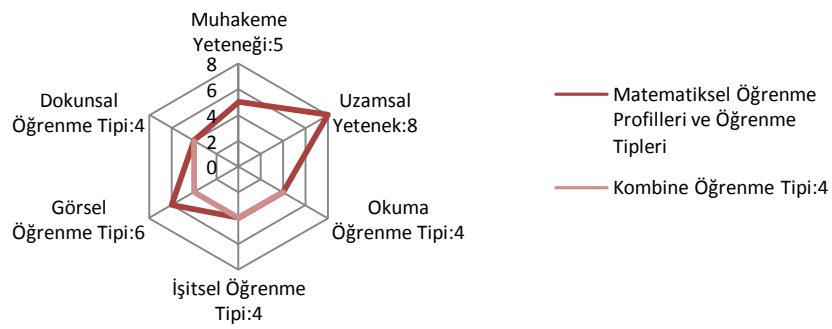 Muhakeme
Yeteneği:5
Uzamsal
Yetenek:8
Okuma
Öğrenme Tipi:4
İşitsel Öğrenme
Tipi:4
Görsel
Öğrenme Tipi:6
Dokunsal
Öğrenme Tipi:4
8
6
4
2
0
Matematiksel Öğrenme
Profilleri ve Öğrenme
Tipleri
Kombine Öğrenme Tipi:4